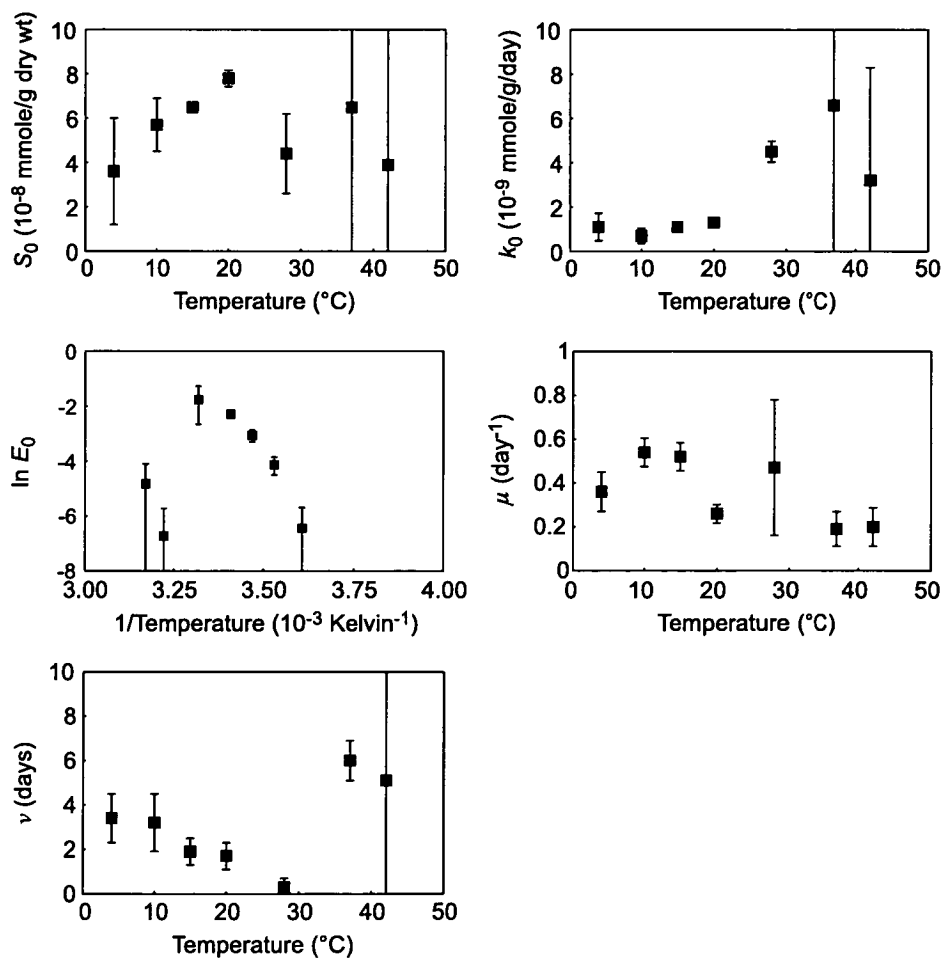 S₀ (10⁻⁸ mmole/g dry wt)
10
8
6
4
2
0
0 10 20 30 40 50
Temperature (°C)
k₀ (10⁻⁹ mmole/g/day)
10
8
6
4
2
0
0 10 20 30 40 50
Temperature (°C)
ln E₀
-0
-2
-4
-6
-8
3.00 3.25 3.50 3.75 4.00
1/Temperature (10⁻³ Kelvin⁻¹)
μ (day⁻¹)
1
0.8
0.6
0.4
0.2
0
0 10 20 30 40 50
Temperature (°C)
ν (days)
10
8
6
4
2
0
0 10 20 30 40 50
Temperature (°C)